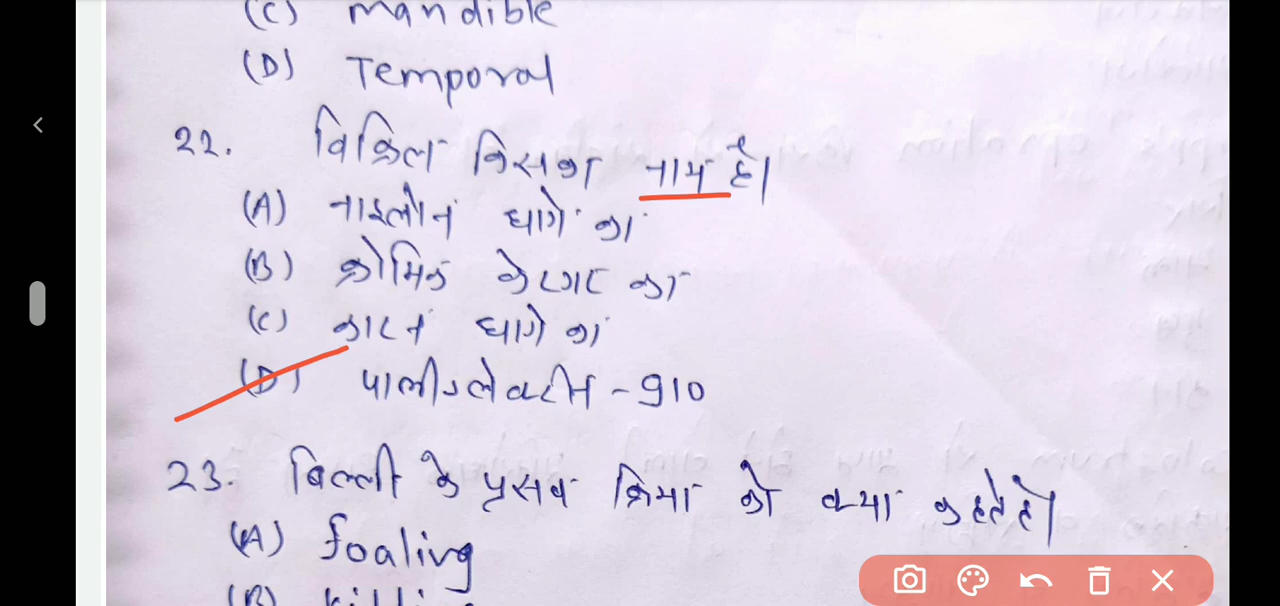 (C) Mandible
(D) Temporal
22. विक्रिल किसका नाम है।
(A) नाइलोन धागे का
(B) क्रोमिक केटगट का
(C) काटन धागे का
(D) पालीग्लेक्टीन - 910
23. बिल्ली के प्रसव क्रिया को क्या कहते है।
(A) foaling
(B)